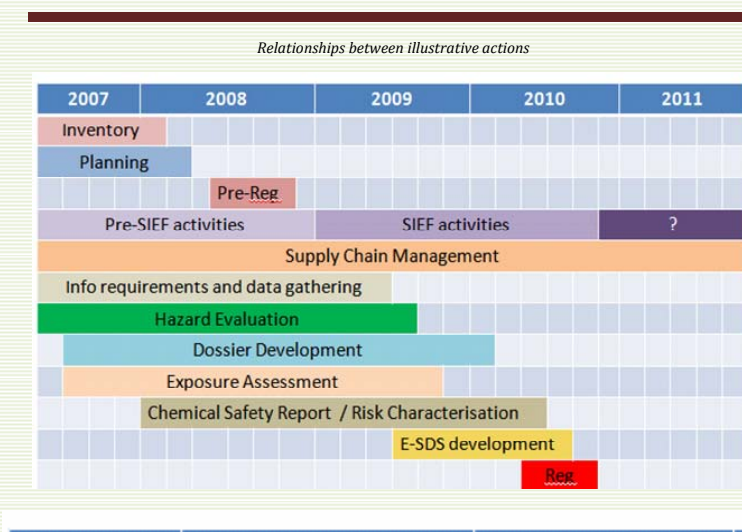 Relationships between illustrative actions
2007 2008 2009 2010 2011
Inventory
Planning
Pre-Reg
Pre-SIEF activities SIEF activities ?
Supply Chain Management
Info requirements and data gathering
Hazard Evaluation
Dossier Development
Exposure Assessment
Chemical Safety Report / Risk Characterisation
E-SDS development
Reg